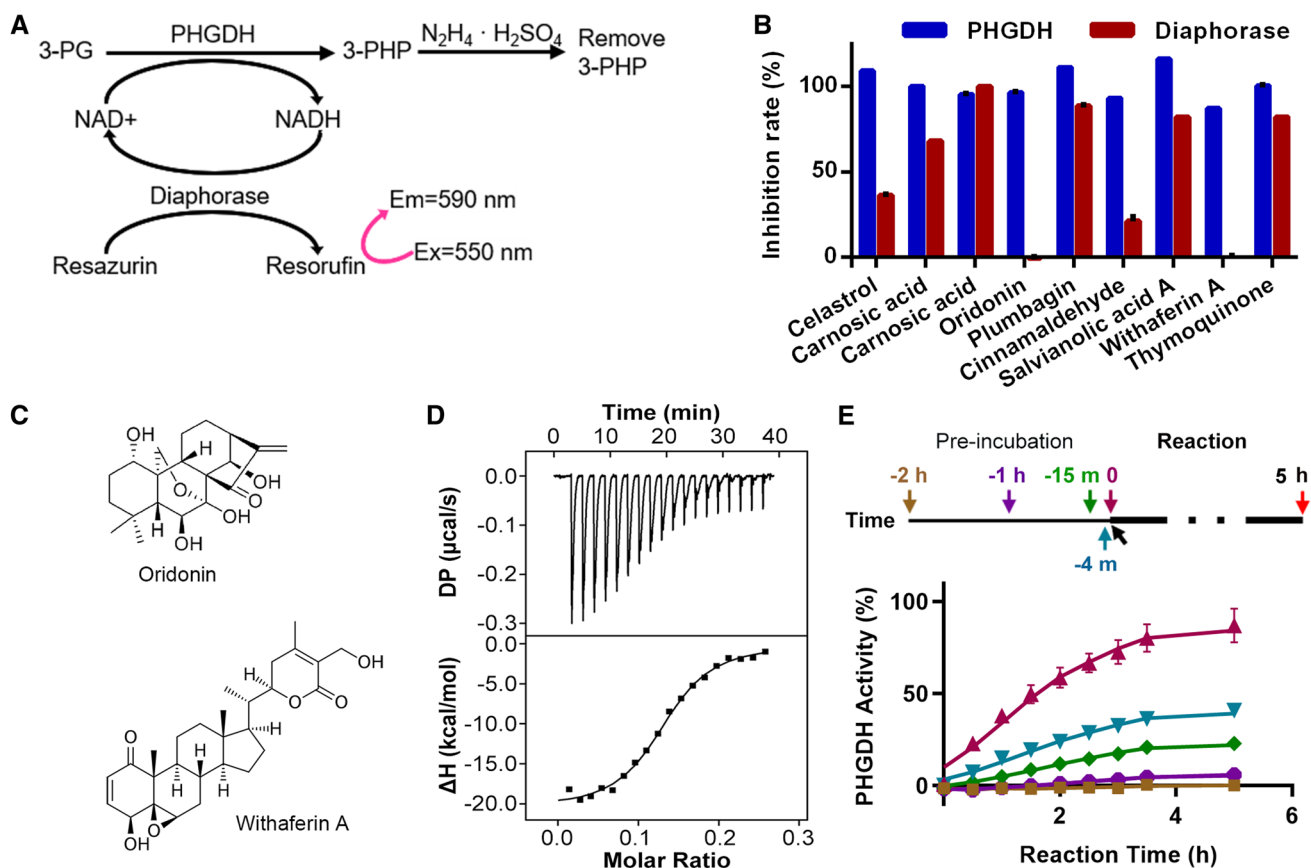 A
3-PG
PHGDH
3-PHP
N2H4 · H2SO4
Remove
3-PHP
NAD+
NADH
Diaphorase
Em=590 nm
Ex=550 nm
Resazurin
Resorufin
B
PHGDH
Diaphorase
Inhibition rate (%)
100
50
0
Celastrol
Carnosic acid
Carnosic acid
Oridonin
Plumbagin
Cinnamaldehyde
Salvianolic acid A
Withaferin A
Thymoquinone
C
OH
H
OH
O
O
OH
H
OH
Oridonin
OH
H
O
O
O
H
H
H
H
O
OH
Withaferin A
D
Time (min)
0 10 20 30 40
DP (µcal/s)
0.0
-0.1
-0.2
-0.3
ΔH (kcal/mol)
0.0
-5.0
-10.0
-15.0
-20.0
0.0 0.1 0.2 0.3
Molar Ratio
E
Pre-incubation
Reaction
-2 h
-1 h
-15 m
0
5 h
Time
-4 m
PHGDH Activity (%)
100
50
0
2 4 6
Reaction Time (h)